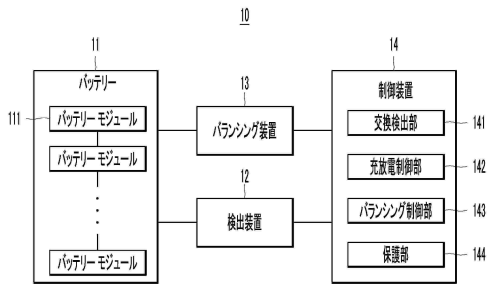 10
11
バッテリー
111
バッテリー モジュール
バッテリー モジュール
バッテリー モジュール
13
バランシング装置
12
検出装置
14
制御装置
交換検出部
141
充放電制御部
142
バランシング制御部
143
保護部
144